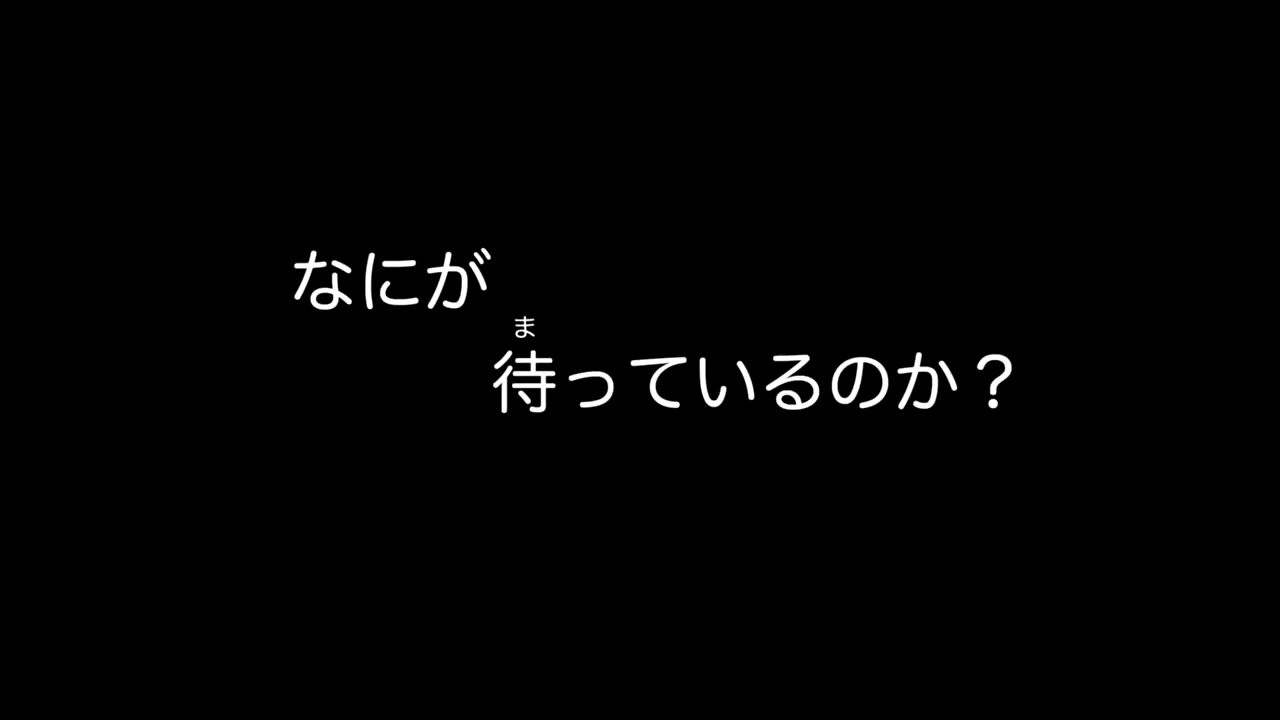 なにが
ま
待っているのか？